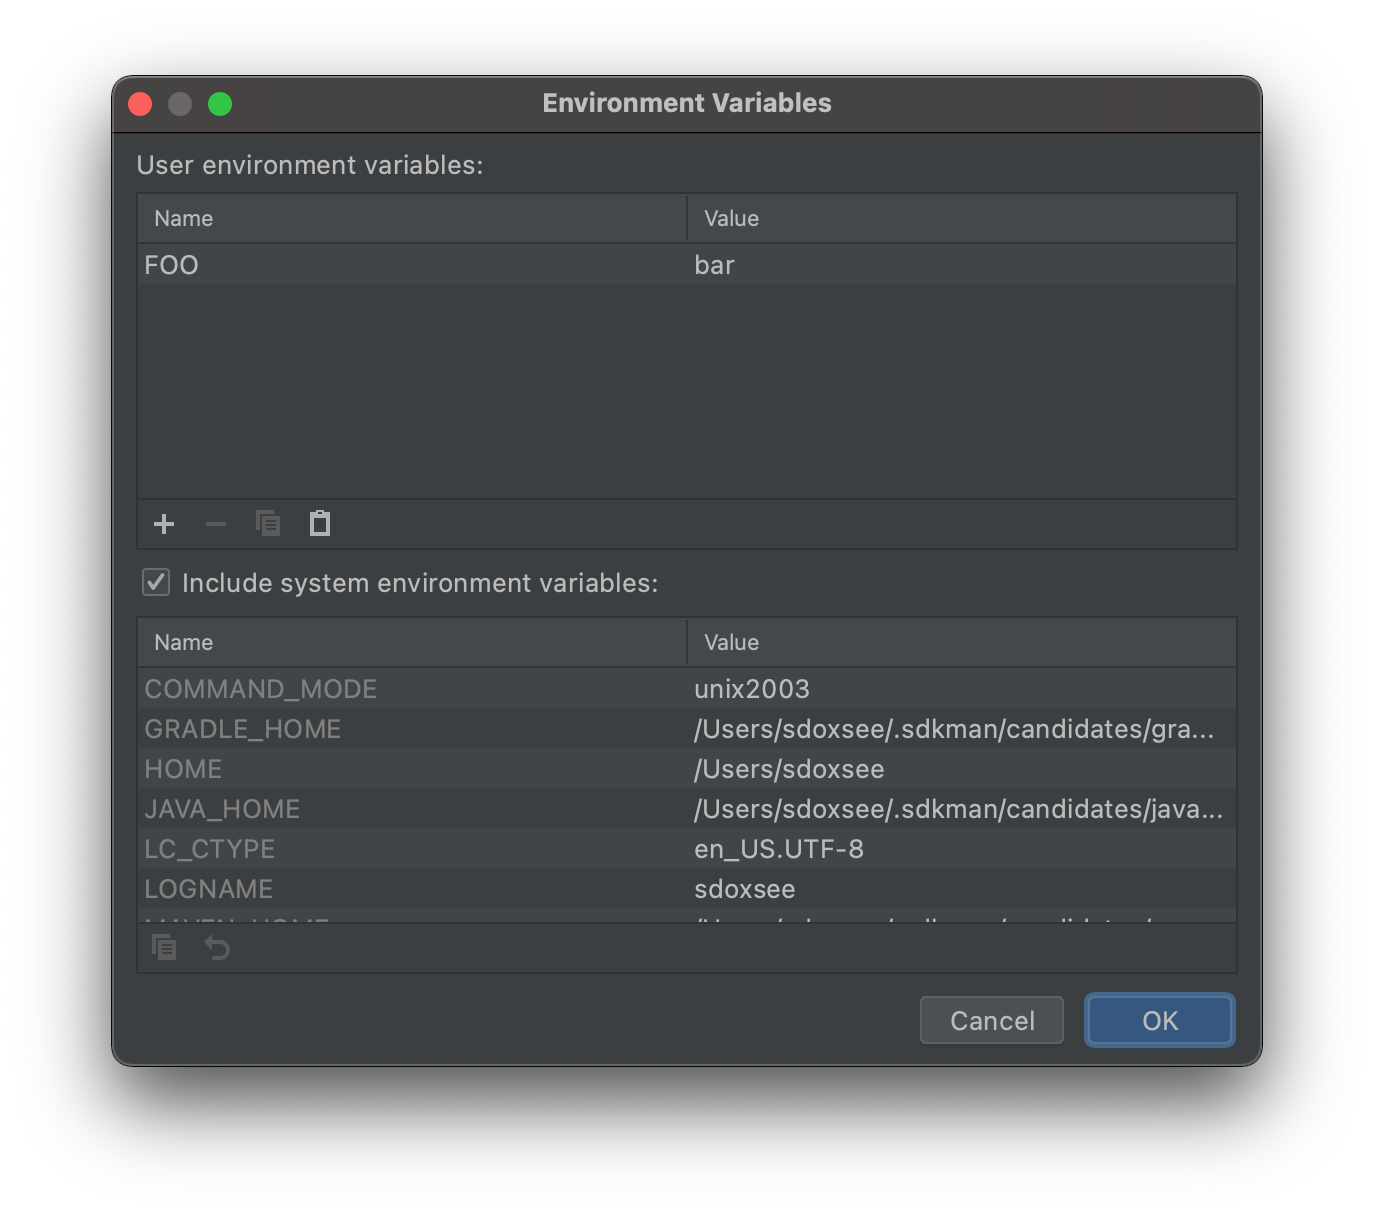 Environment Variables
User environment variables:
Name Value
FOO bar
Include system environment variables:
Name Value
COMMAND_MODE unix2003
GRADLE_HOME /Users/sdoxsee/.sdkman/candidates/gra...
HOME /Users/sdoxsee
JAVA_HOME /Users/sdoxsee/.sdkman/candidates/java...
LC_CTYPE en_US.UTF-8
LOGNAME sdoxsee
Cancel OK